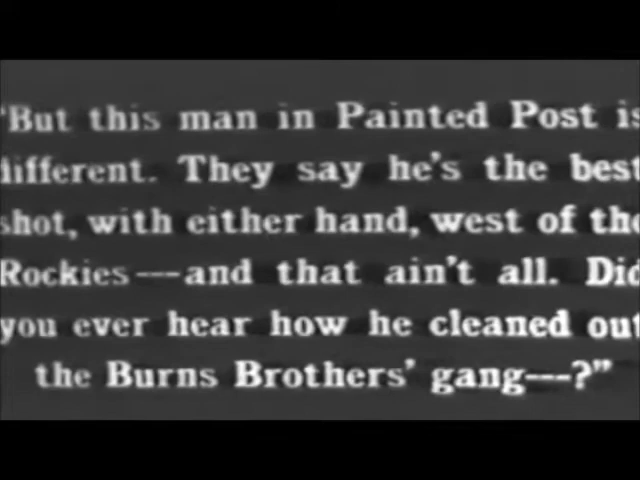 "But this man in Painted Post is
different. They say he's the best
shot, with either hand, west of the
Rockies — and that ain't all. Did
you ever hear how he cleaned out
the Burns Brothers' gang—-?"